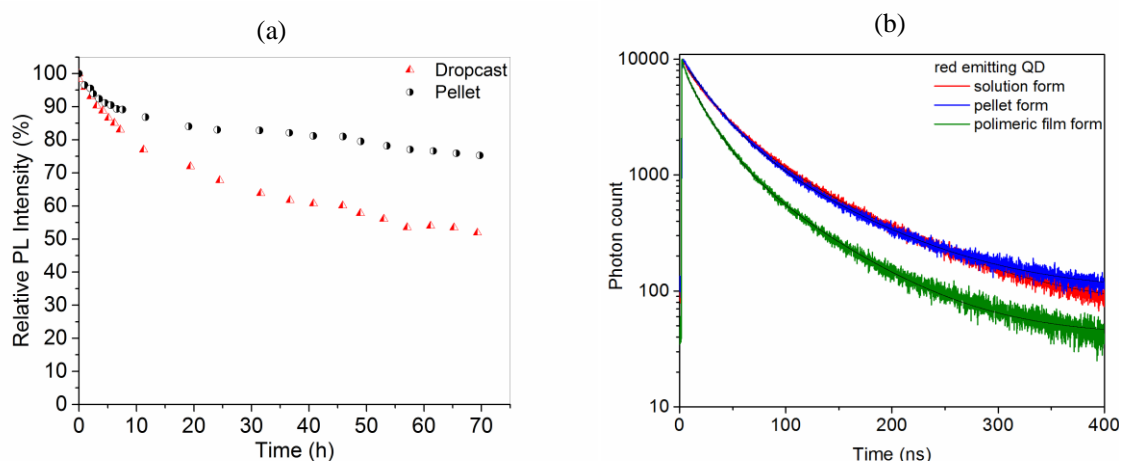 (a)
100
90
80
70
60
50
40
30
20
10
0
Relative PL Intensity (%)
Dropcast
Pellet
0 10 20 30 40 50 60 70
Time (h)
(b)
10000
1000
100
10
Photon count
red emitting QD
solution form
pellet form
polimeric film form
0 100 200 300 400
Time (ns)